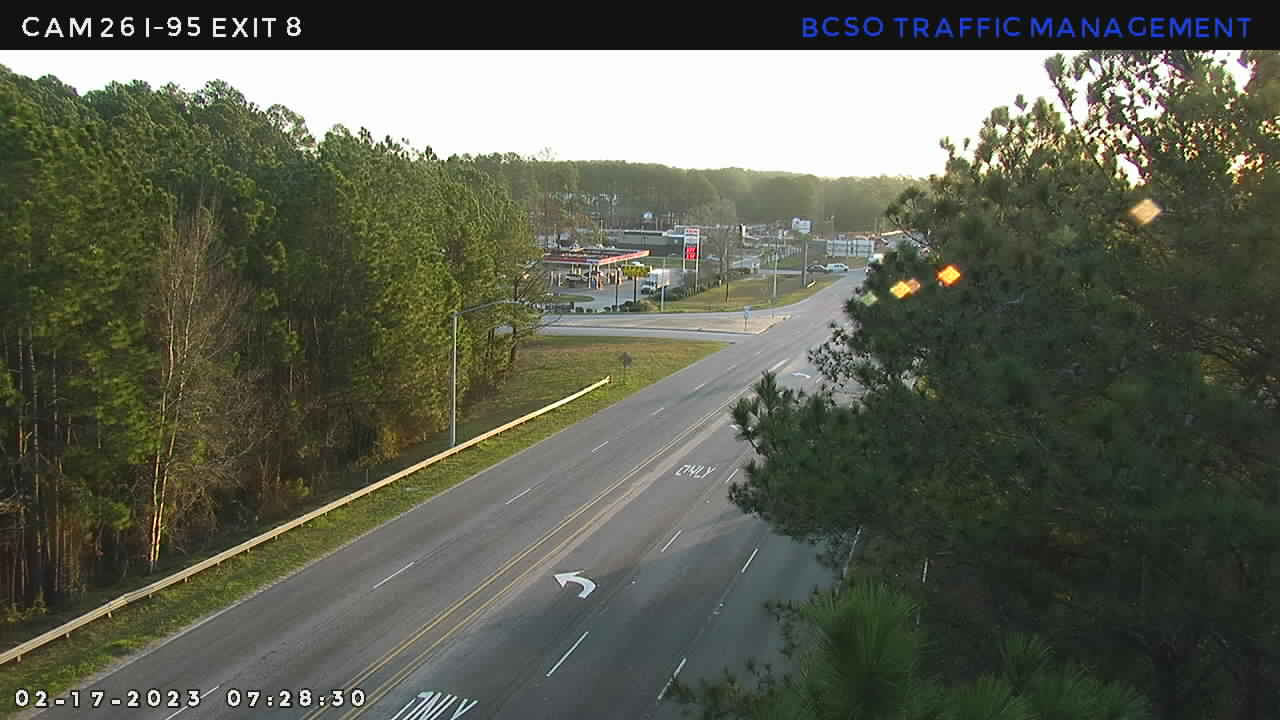 CAM 26 I-95 EXIT 8
BCSO TRAFFIC MANAGEMENT
ONLY
ONLY
02-17-2023 07:28:30